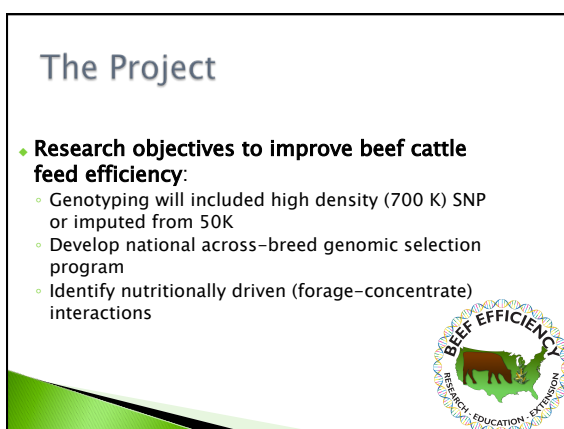 The Project
Research objectives to improve beef cattle
feed efficiency:
Genotyping will included high density (700 K) SNP
or imputed from 50K
Develop national across-breed genomic selection
program
Identify nutritionally driven (forage-concentrate)
interactions
BEEF EFFICIENCY
RESEARCH - EDUCATION - EXTENSION